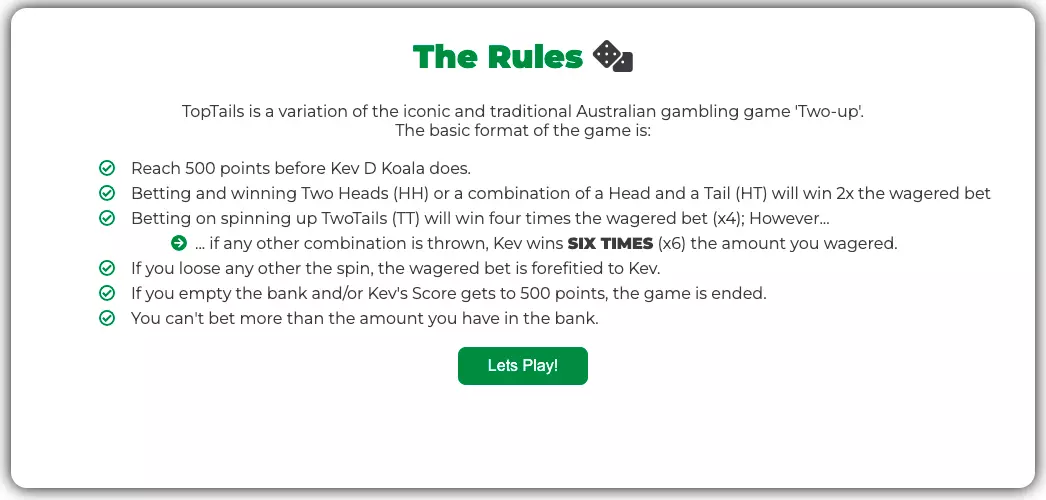 The Rules
TopTails is a variation of the iconic and traditional Australian gambling game 'Two-up'.
The basic format of the game is:
Reach 500 points before Kev D Koala does.
Betting and winning Two Heads (HH) or a combination of a Head and a Tail (HT) will win 2x the wagered bet
Betting on spinning up TwoTails (TT) will win four times the wagered bet (x4); However...
... if any other combination is thrown, Kev wins SIX TIMES (x6) the amount you wagered.
If you loose any other the spin, the wagered bet is forefitied to Kev.
If you empty the bank and/or Kev's Score gets to 500 points, the game is ended.
You can't bet more than the amount you have in the bank.
Lets Play!